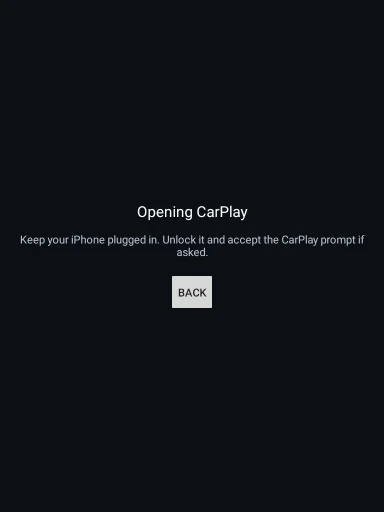 Opening CarPlay
Keep your iPhone plugged in. Unlock it and accept the CarPlay prompt if
asked.
BACK